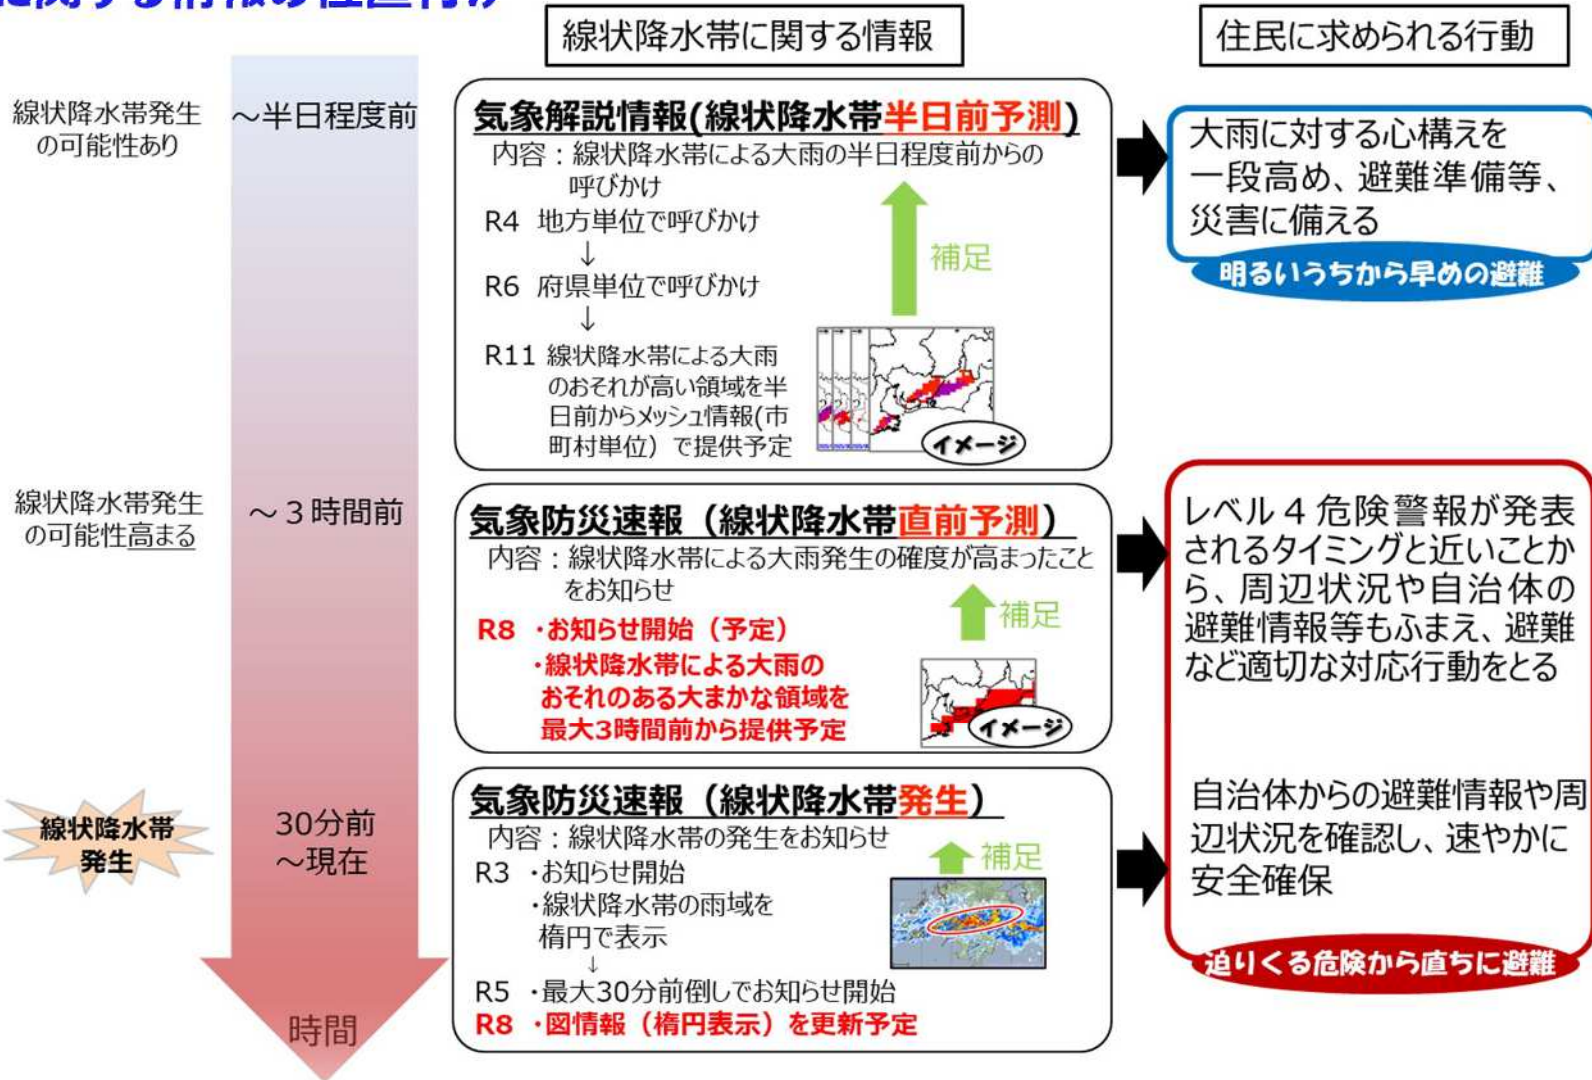 に関する情報の位置付け
線状降水帯に関する情報
住民に求められる行動
線状降水帯発生
の可能性あり
～半日程度前
気象解説情報(線状降水帯半日前予測)
内容：線状降水帯による大雨の半日程度前からの
呼びかけ
R4 地方単位で呼びかけ
↓
R6 府県単位で呼びかけ
↓
R11 線状降水帯による大雨
のおそれが高い領域を半
日前からメッシュ情報(市
町村単位）で提供予定
補足
イメージ
大雨に対する心構えを
一段高め、避難準備等、
災害に備える
明るいうちから早めの避難
線状降水帯発生
の可能性高まる
～３時間前
気象防災速報（線状降水帯直前予測）
内容：線状降水帯による大雨発生の確度が高まったこと
をお知らせ
R8 ・お知らせ開始（予定）
・線状降水帯による大雨の
おそれのある大まかな領域を
最大3時間前から提供予定
補足
イメージ
レベル４危険警報が発表
されるタイミングと近いことか
ら、周辺状況や自治体の
避難情報等もふまえ、避難
など適切な対応行動をとる
線状降水帯
発生
30分前
～現在
気象防災速報（線状降水帯発生）
内容：線状降水帯の発生をお知らせ
R3 ・お知らせ開始
・線状降水帯の雨域を
楕円で表示
↓
R5 ・最大30分前倒しでお知らせ開始
R8 ・図情報（楕円表示）を更新予定
補足
自治体からの避難情報や周
辺状況を確認し、速やかに
安全確保
迫りくる危険から直ちに避難
時間